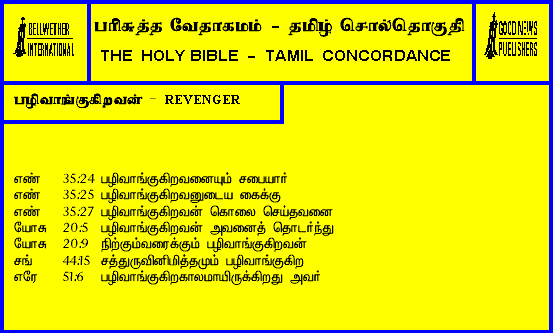 BELLWETHER
INTERNATIONAL
பரிசுத்த வேதாகமம் - தமிழ் சொல்தொகுதி
THE HOLY BIBLE - TAMIL CONCORDANCE
GOOD NEWS
PUBLISHERS
பழிவாங்குகிறவன் - REVENGER
எண் 35:24 பழிவாங்குகிறவனையும் சபையார்
எண் 35:25 பழிவாங்குகிறவனுடைய கைக்கு
எண் 35:27 பழிவாங்குகிறவன் கொலை செய்தவனை
யோசு 20:5 பழிவாங்குகிறவன் அவனைத் தொடர்ந்து
யோசு 20:9 நிற்கும்வரைக்கும் பழிவாங்குகிறவன்
சங் 44:15 சத்துருவினிமித்தமும் பழிவாங்குகிற
எரே 51:6 பழிவாங்குகிறகாலமாயிருக்கிறது அவர்